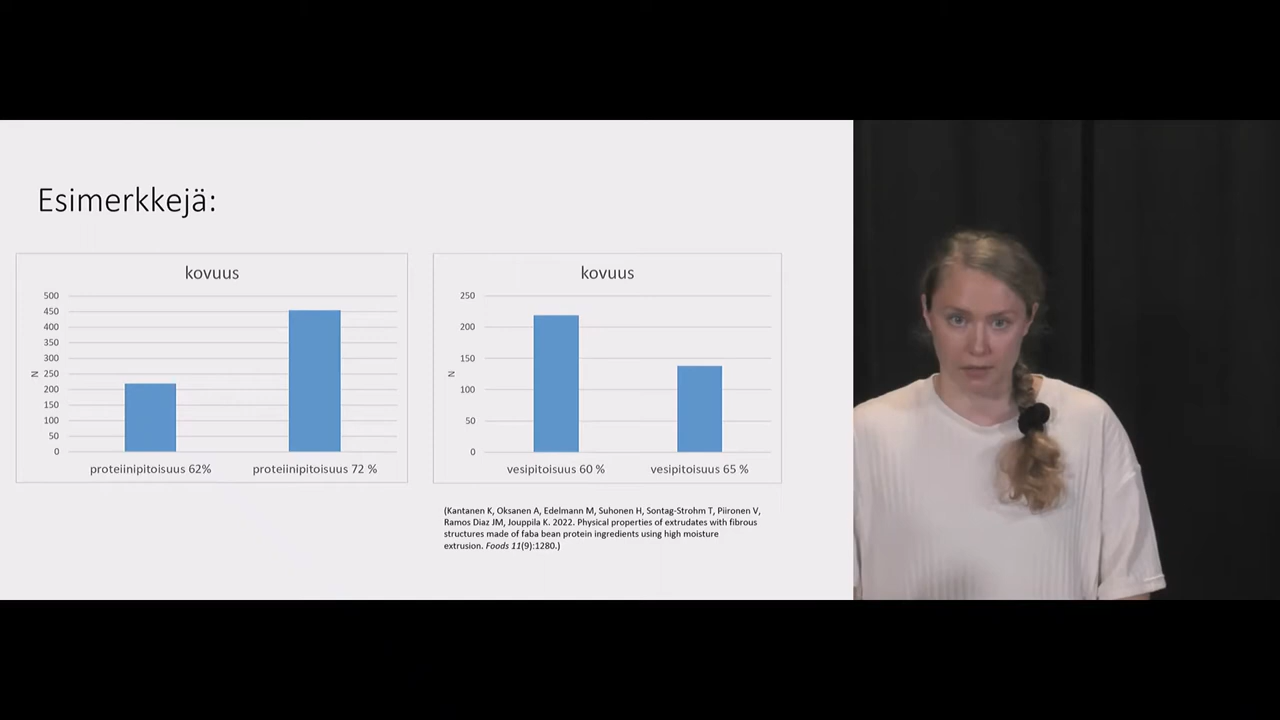 Esimerkkejä:
kovuus
500
450
400
350
300
250
200
150
100
50
0
N
proteiinipitoisuus 62%
proteiinipitoisuus 72 %
kovuus
250
200
150
100
50
0
N
vesipitoisuus 60 %
vesipitoisuus 65 %
(Kantanen K, Oksanen A, Edelmann M, Suhonen H, Sontag-Strohm T, Piironen V,
Ramos Diaz JM, Jouppila K. 2022. Physical properties of extrudates with fibrous
structures made of faba bean protein ingredients using high moisture
extrusion. Foods 11(9):1280.)